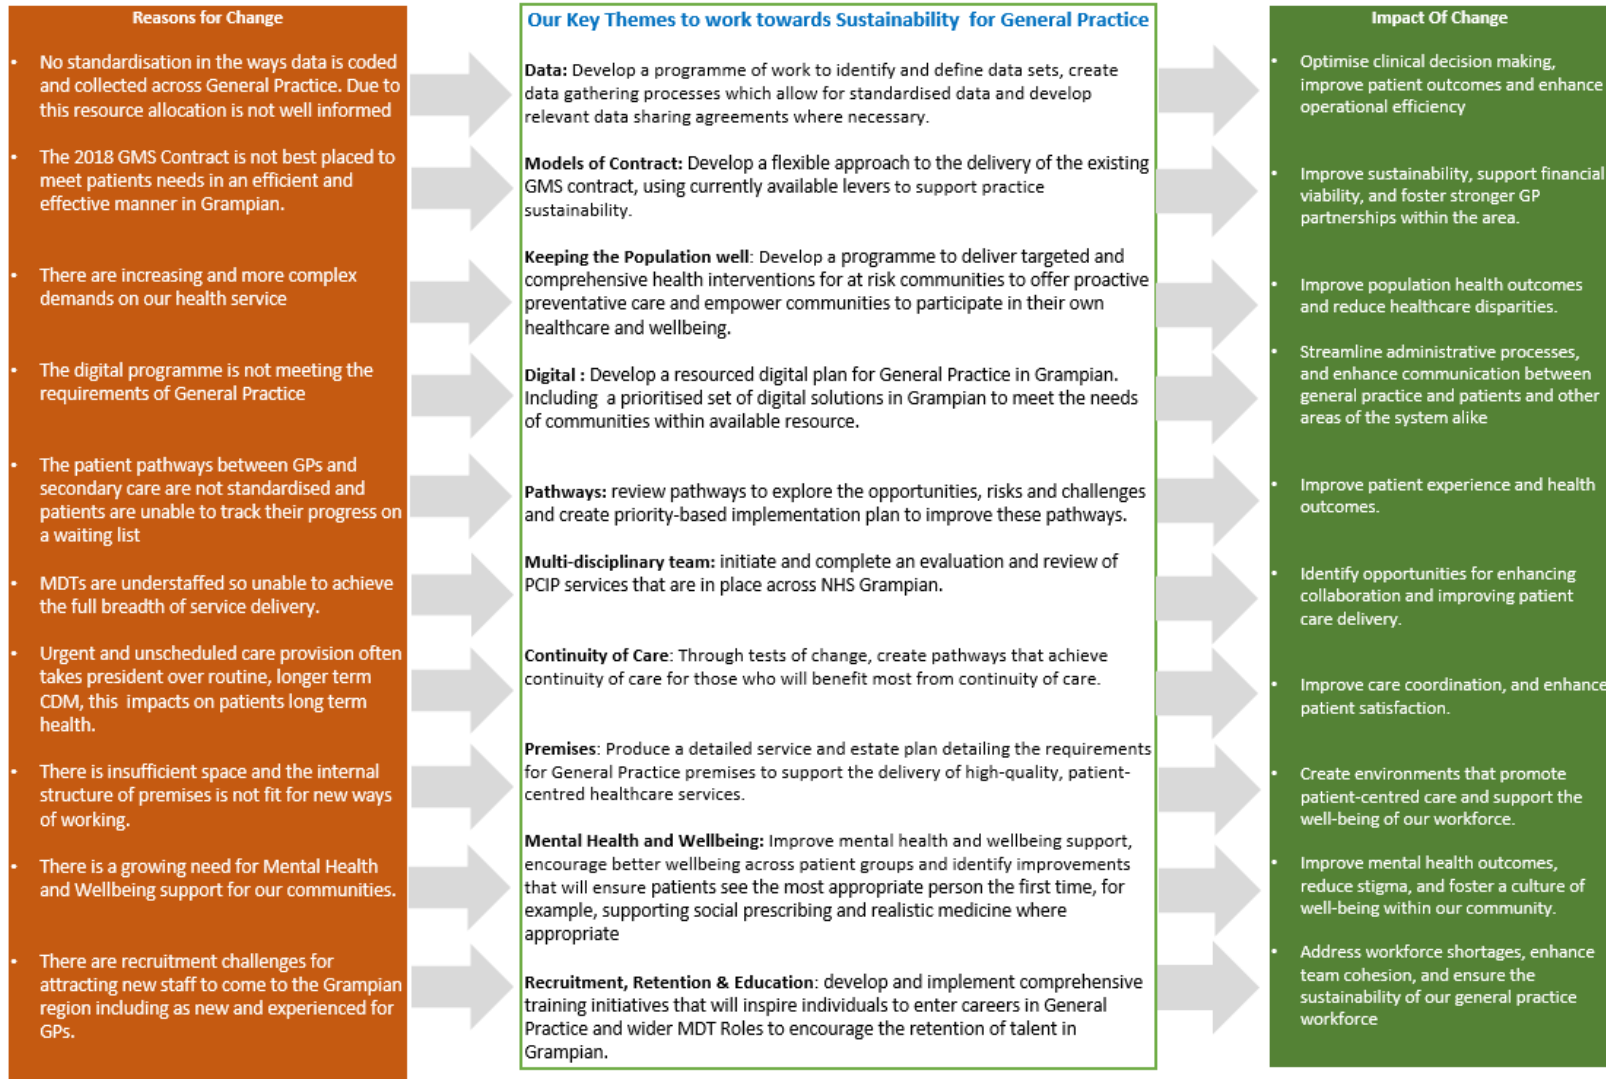 Reasons for Change
• No standardisation in the ways data is coded
and collected across General Practice. Due to
this resource allocation is not well informed
• The 2018 GMS Contract is not best placed to
meet patients needs in an efficient and
effective manner in Grampian.
• There are increasing and more complex
demands on our health service
• The digital programme is not meeting the
requirements of General Practice
• The patient pathways between GPs and
secondary care are not standardised and
patients are unable to track their progress on
a waiting list
• MDTs are understaffed so unable to achieve
the full breadth of service delivery.
• Urgent and unscheduled care provision often
takes president over routine, longer term
CDM, this  impacts on patients long term
health.
• There is insufficient space and the internal
structure of premises is not fit for new ways
of working.
• There is a growing need for Mental Health
and Wellbeing support for our communities.
• There are recruitment challenges for
attracting new staff to come to the Grampian
region including as new and experienced for
GPs.
Our Key Themes to work towards Sustainability  for General Practice
Data: Develop a programme of work to identify and define data sets, create
data gathering processes which allow for standardised data and develop
relevant data sharing agreements where necessary.
Models of Contract: Develop a flexible approach to the delivery of the existing
GMS contract, using currently available levers to support practice
sustainability.
Keeping the Population well: Develop a programme to deliver targeted and
comprehensive health interventions for at risk communities to offer proactive
preventative care and empower communities to participate in their own
healthcare and wellbeing.
Digital : Develop a resourced digital plan for General Practice in Grampian.
Including  a prioritised set of digital solutions in Grampian to meet the needs
of communities within available resource.
Pathways: review pathways to explore the opportunities, risks and challenges
and create priority-based implementation plan to improve these pathways.
Multi-disciplinary team: initiate and complete an evaluation and review of
PCIP services that are in place across NHS Grampian.
Continuity of Care: Through tests of change, create pathways that achieve
continuity of care for those who will benefit most from continuity of care.
Premises: Produce a detailed service and estate plan detailing the requirements
for General Practice premises to support the delivery of high-quality, patient-
centred healthcare services.
Mental Health and Wellbeing: Improve mental health and wellbeing support,
encourage better wellbeing across patient groups and identify improvements
that will ensure patients see the most appropriate person the first time, for
example, supporting social prescribing and realistic medicine where
appropriate
Recruitment, Retention & Education: develop and implement comprehensive
training initiatives that will inspire individuals to enter careers in General
Practice and wider MDT Roles to encourage the retention of talent in
Grampian.
Impact Of Change
• Optimise clinical decision making,
improve patient outcomes and enhance
operational efficiency
• Improve sustainability, support financial
viability, and foster stronger GP
partnerships within the area.
• Improve population health outcomes
and reduce healthcare disparities.
• Streamline administrative processes,
and enhance communication between
general practice and patients and other
areas of the system alike
• Improve patient experience and health
outcomes.
• Identify opportunities for enhancing
collaboration and improving patient
care delivery.
• Improve care coordination, and enhance
patient satisfaction.
• Create environments that promote
patient-centred care and support the
well-being of our workforce.
• Improve mental health outcomes,
reduce stigma, and foster a culture of
well-being within our community.
• Address workforce shortages, enhance
team cohesion, and ensure the
sustainability of our general practice
workforce